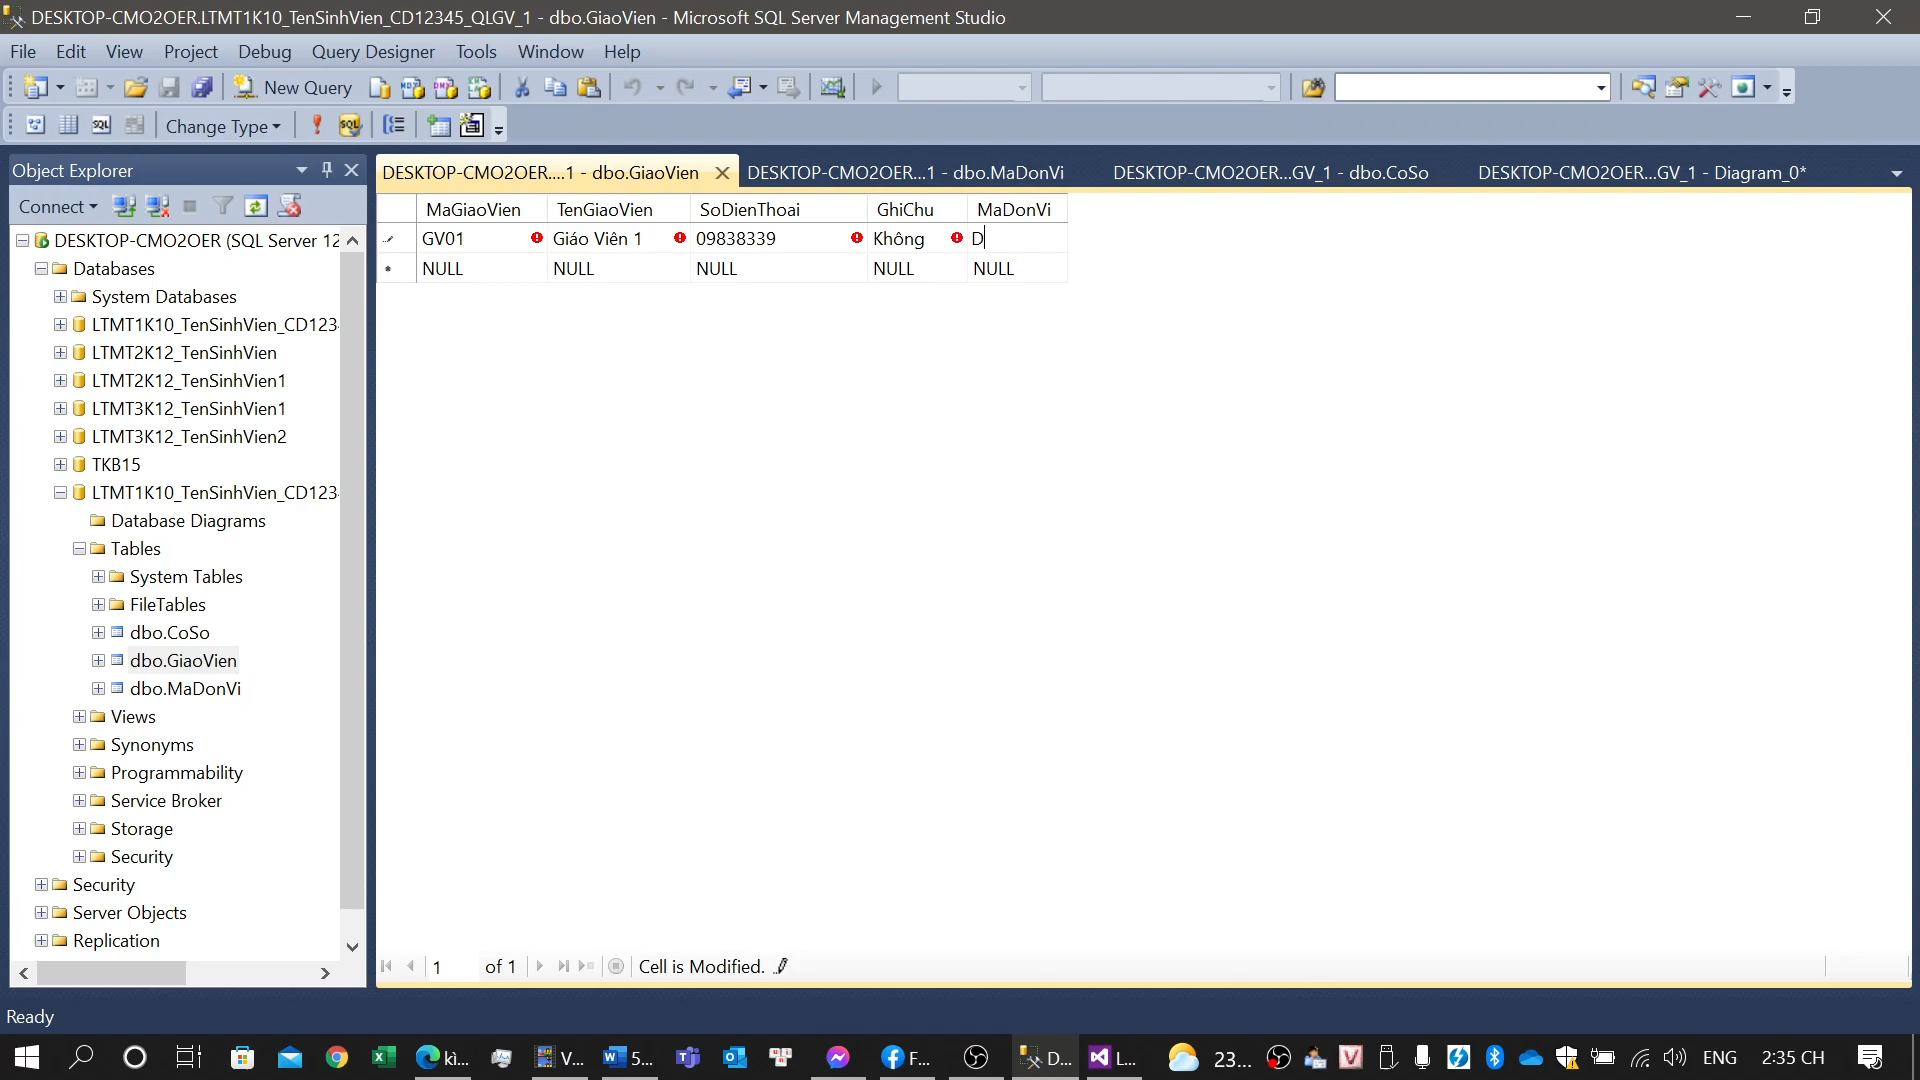 DESKTOP-CMO2OER.LTMT1K10_TenSinhVien_CD12345_QLGV_1 - dbo.GiaoVien - Microsoft SQL Server Management Studio
File Edit View Project Debug Query Designer Tools Window Help
New Query
Change Type
Object Explorer
DESKTOP-CMO2OER....1 - dbo.GiaoVien
DESKTOP-CMO2OER...1 - dbo.MaDonVi
DESKTOP-CMO2OER...GV_1 - dbo.CoSo
DESKTOP-CMO2OER...GV_1 - Diagram_0*
Connect
DESKTOP-CMO2OER (SQL Server 12
Databases
System Databases
LTMT1K10_TenSinhVien_CD123
LTMT2K12_TenSinhVien
LTMT2K12_TenSinhVien1
LTMT3K12_TenSinhVien1
LTMT3K12_TenSinhVien2
TKB15
LTMT1K10_TenSinhVien_CD123
Database Diagrams
Tables
System Tables
FileTables
dbo.CoSo
dbo.GiaoVien
dbo.MaDonVi
Views
Synonyms
Programmability
Service Broker
Storage
Security
Security
Server Objects
Replication
MaGiaoVien TenGiaoVien SoDienThoai GhiChu MaDonVi
GV01 Giáo Viên 1 09838339 Không D
NULL NULL NULL NULL NULL
1 of 1 Cell is Modified.
Ready
kì... V... 5... F... D... L... 23... ENG 2:35 CH